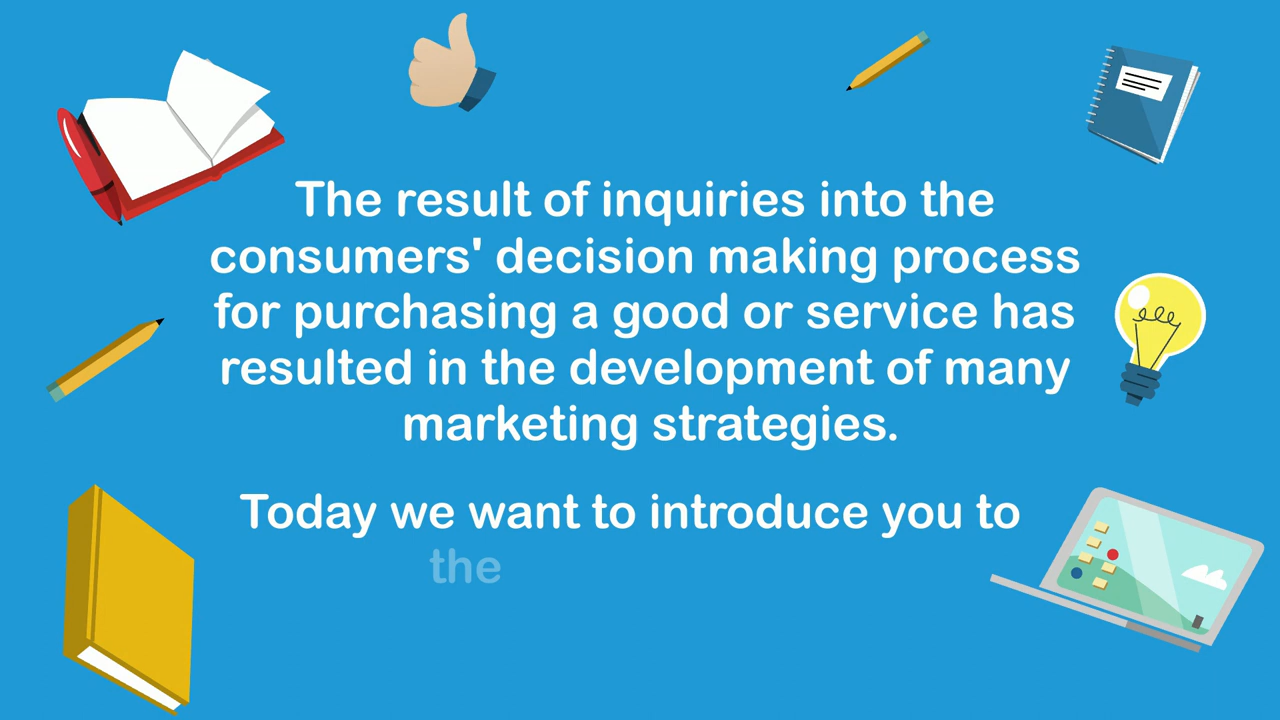 The result of inquiries into the
consumers' decision making process
for purchasing a good or service has
resulted in the development of many
marketing strategies.
Today we want to introduce you to
the